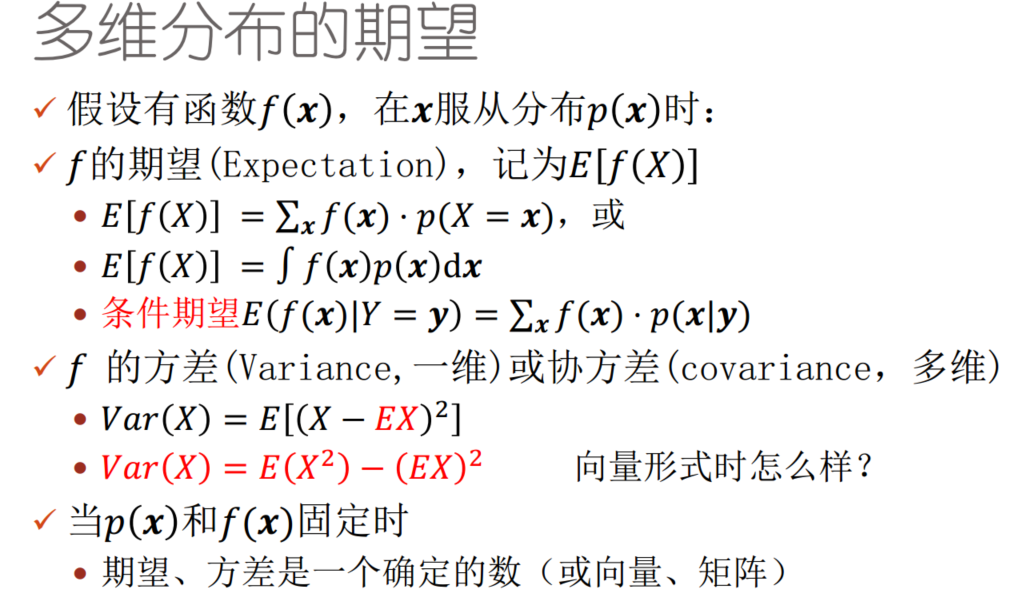 多维分布的期望
✓ 假设有函数f(x)，在x服从分布p(x)时：
✓ f的期望(Expectation)，记为E[f(X)]
• E[f(X)] = ∑ₓ f(x) · p(X = x)，或
• E[f(X)] = ∫ f(x)p(x)dx
• 条件期望E(f(x)|Y = y) = ∑ₓ f(x) · p(x|y)
✓ f 的方差(Variance,一维)或协方差(covariance，多维)
• Var(X) = E[(X − EX)²]
• Var(X) = E(X²) − (EX)² 向量形式时怎么样？
✓ 当p(x)和f(x)固定时
• 期望、方差是一个确定的数（或向量、矩阵）